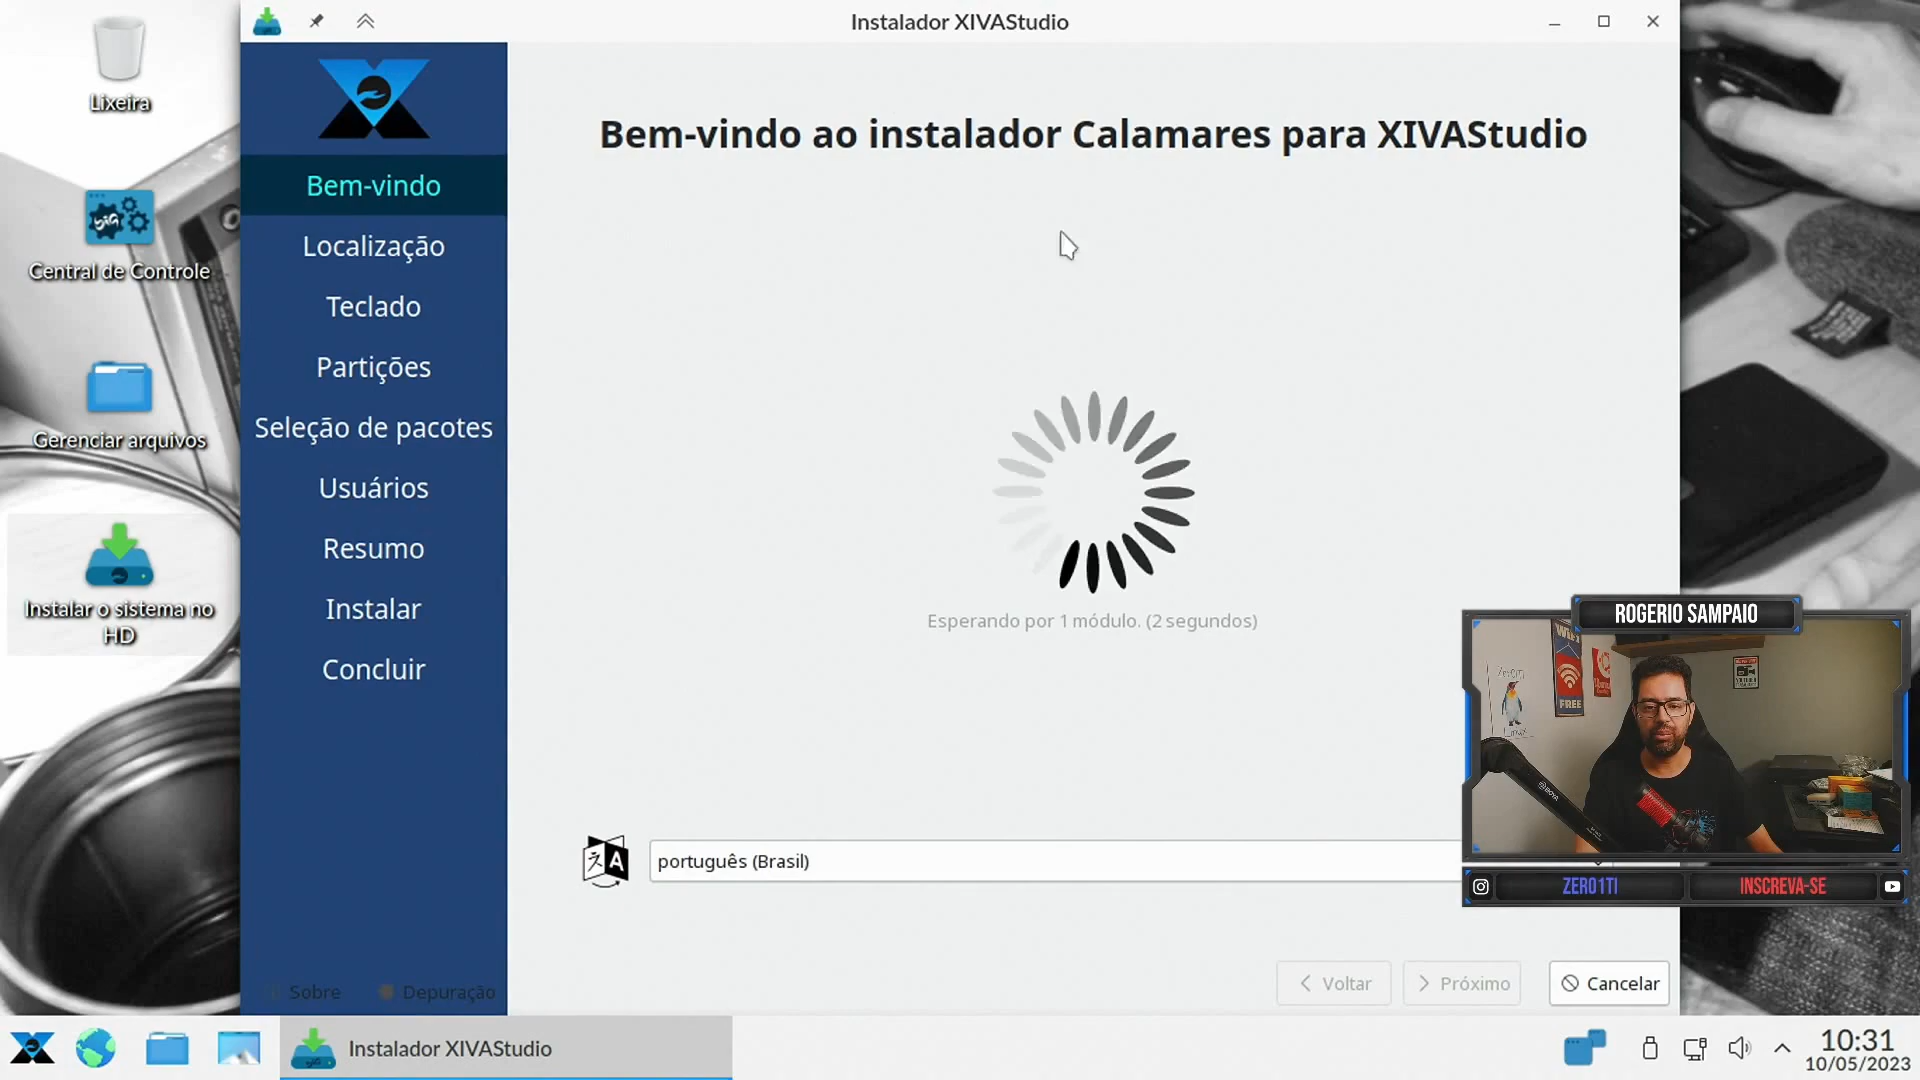 Instalador XIVAStudio
Lixeira
Central de Controle
Gerenciar arquivos
Instalar o sistema no
HD
Bem-vindo
Localização
Teclado
Partições
Seleção de pacotes
Usuários
Resumo
Instalar
Concluir
Sobre
Depuração
Bem-vindo ao instalador Calamares para XIVAStudio
Esperando por 1 módulo. (2 segundos)
português (Brasil)
Voltar
Próximo
Cancelar
ROGERIO SAMPAIO
WIFI
FREE
Linux
BOYA
ZERO1TI
INSCREVA-SE
Instalador XIVAStudio
10:31
10/05/2023